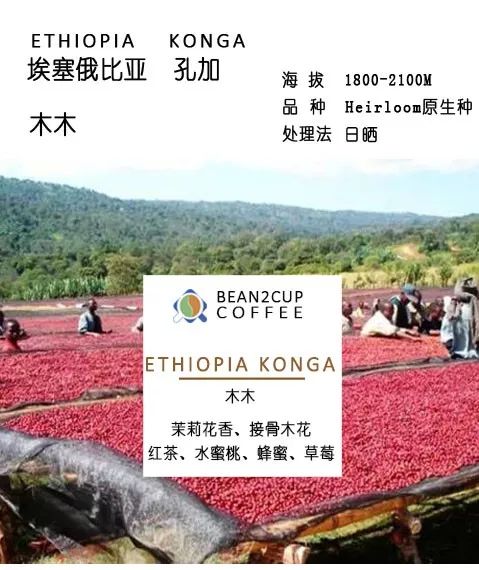 ETHIOPIA KONGA
埃塞俄比亚 孔加
木木
海 拔 1800-2100M
品 种 Heirloom原生种
处理法 日晒
BEAN2CUP
COFFEE
ETHIOPIA KONGA
木木
茉莉花香、接骨木花
红茶、水蜜桃、蜂蜜、草莓